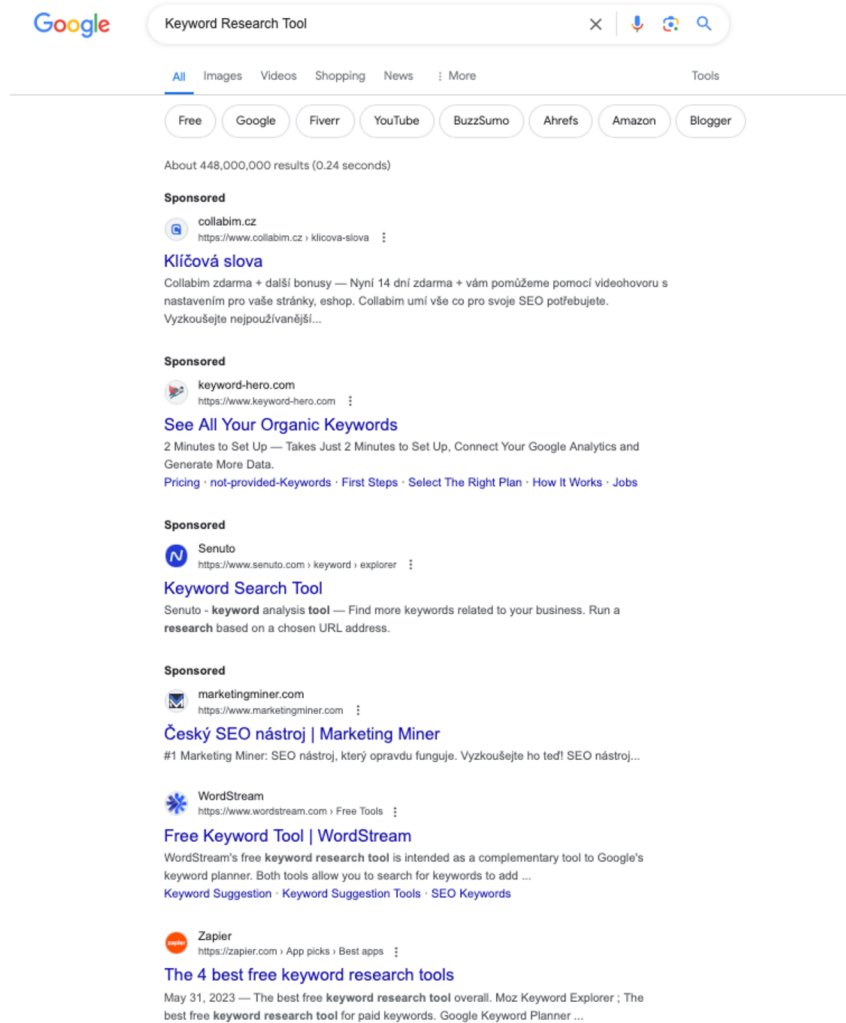 Google
Keyword Research Tool
All Images Videos Shopping News More Tools
Free Google Fiverr YouTube BuzzSumo Ahrefs Amazon Blogger
About 448,000,000 results (0.24 seconds)
Sponsored
collabim.cz
https://www.collabim.cz › klicova-slova
Klíčová slova
Collabim zdarma + další bonusy — Nyní 14 dní zdarma + vám pomůžeme pomocí videohovoru s
nastavením pro vaše stránky, eshop. Collabim umí vše co pro svoje SEO potřebujete.
Vyzkoušejte nejpoužívanější...
Sponsored
keyword-hero.com
https://www.keyword-hero.com
See All Your Organic Keywords
2 Minutes to Set Up — Takes Just 2 Minutes to Set Up, Connect Your Google Analytics and
Generate More Data.
Pricing · not-provided-Keywords · First Steps · Select The Right Plan · How It Works · Jobs
Sponsored
Senuto
https://www.senuto.com › keyword › explorer
Keyword Search Tool
Senuto - keyword analysis tool — Find more keywords related to your business. Run a
research based on a chosen URL address.
Sponsored
marketingminer.com
https://www.marketingminer.com
Český SEO nástroj | Marketing Miner
#1 Marketing Miner: SEO nástroj, který opravdu funguje. Vyzkoušejte ho teď! SEO nástroj...
WordStream
https://www.wordstream.com › Free Tools
Free Keyword Tool | WordStream
WordStream's free keyword research tool is intended as a complementary tool to Google's
keyword planner. Both tools allow you to search for keywords to add ...
Keyword Suggestion · Keyword Suggestion Tools · SEO Keywords
zapier
Zapier
https://zapier.com › App picks › Best apps
The 4 best free keyword research tools
May 31, 2023 — The best free keyword research tool overall. Moz Keyword Explorer ; The
best free keyword research tool for paid keywords. Google Keyword Planner ...